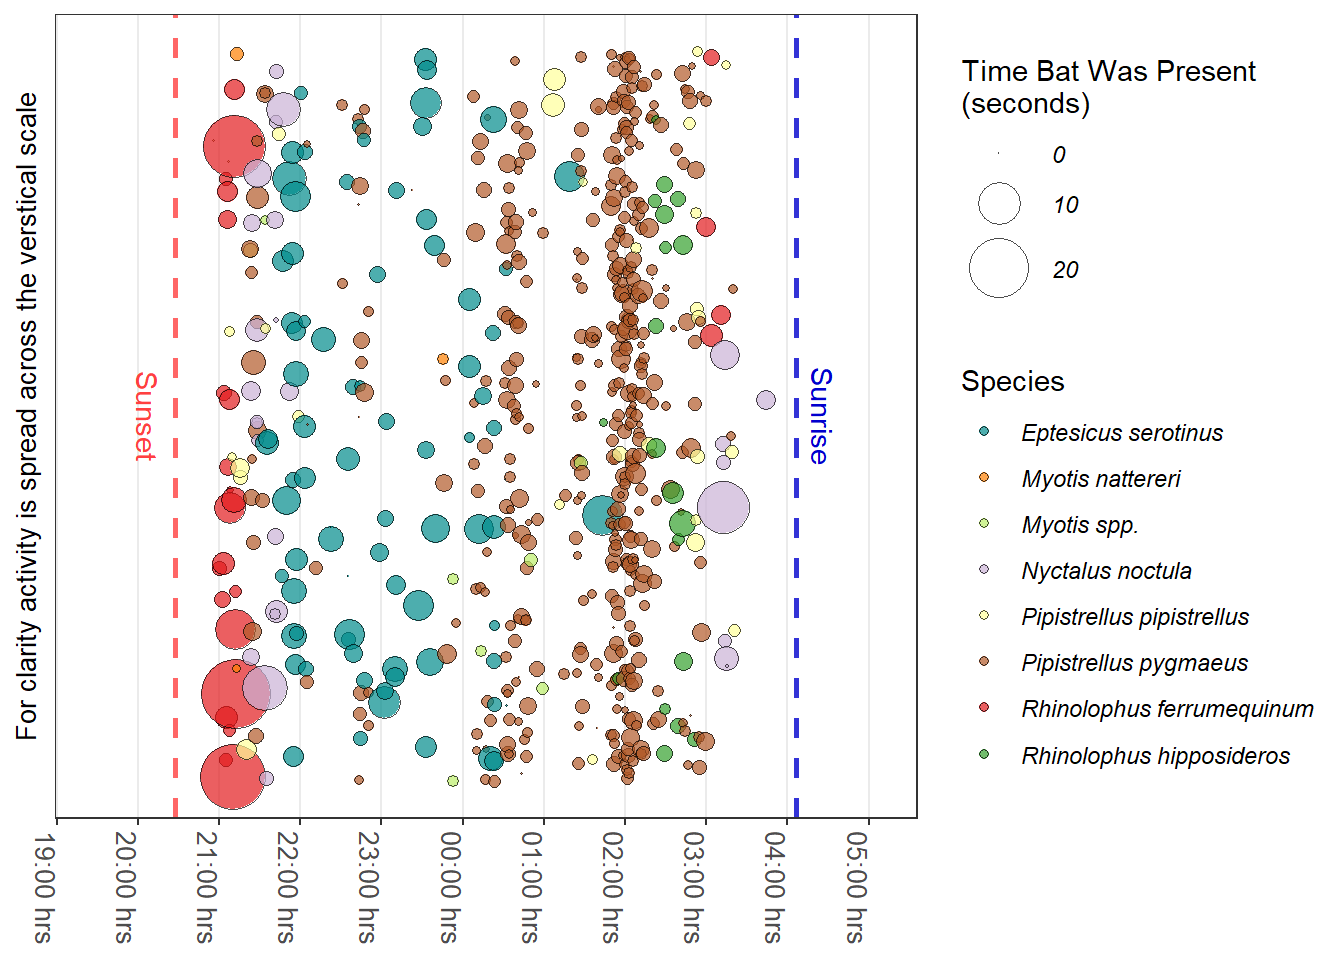 For clarity activity is spread across the verstical scale
Sunset
Sunrise
19:00 hrs
20:00 hrs
21:00 hrs
22:00 hrs
23:00 hrs
00:00 hrs
01:00 hrs
02:00 hrs
03:00 hrs
04:00 hrs
05:00 hrs
Time Bat Was Present
(seconds)
0
10
20
Species
Eptesicus serotinus
Myotis nattereri
Myotis spp.
Nyctalus noctula
Pipistrellus pipistrellus
Pipistrellus pygmaeus
Rhinolophus ferrumequinum
Rhinolophus hipposideros